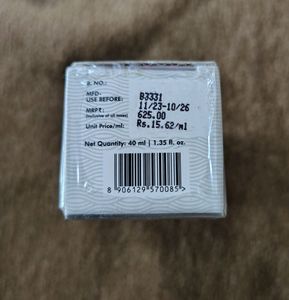 B. NO.: B3331
MFD.
USE BEFORE: 11/23-10/26
MRP₹: 625.00
(Inclusive of all taxes)
Unit Price/ml: Rs.15.62/ml
Net Quantity: 40 ml | 1.35 fl. oz.
8 906129 570085 >